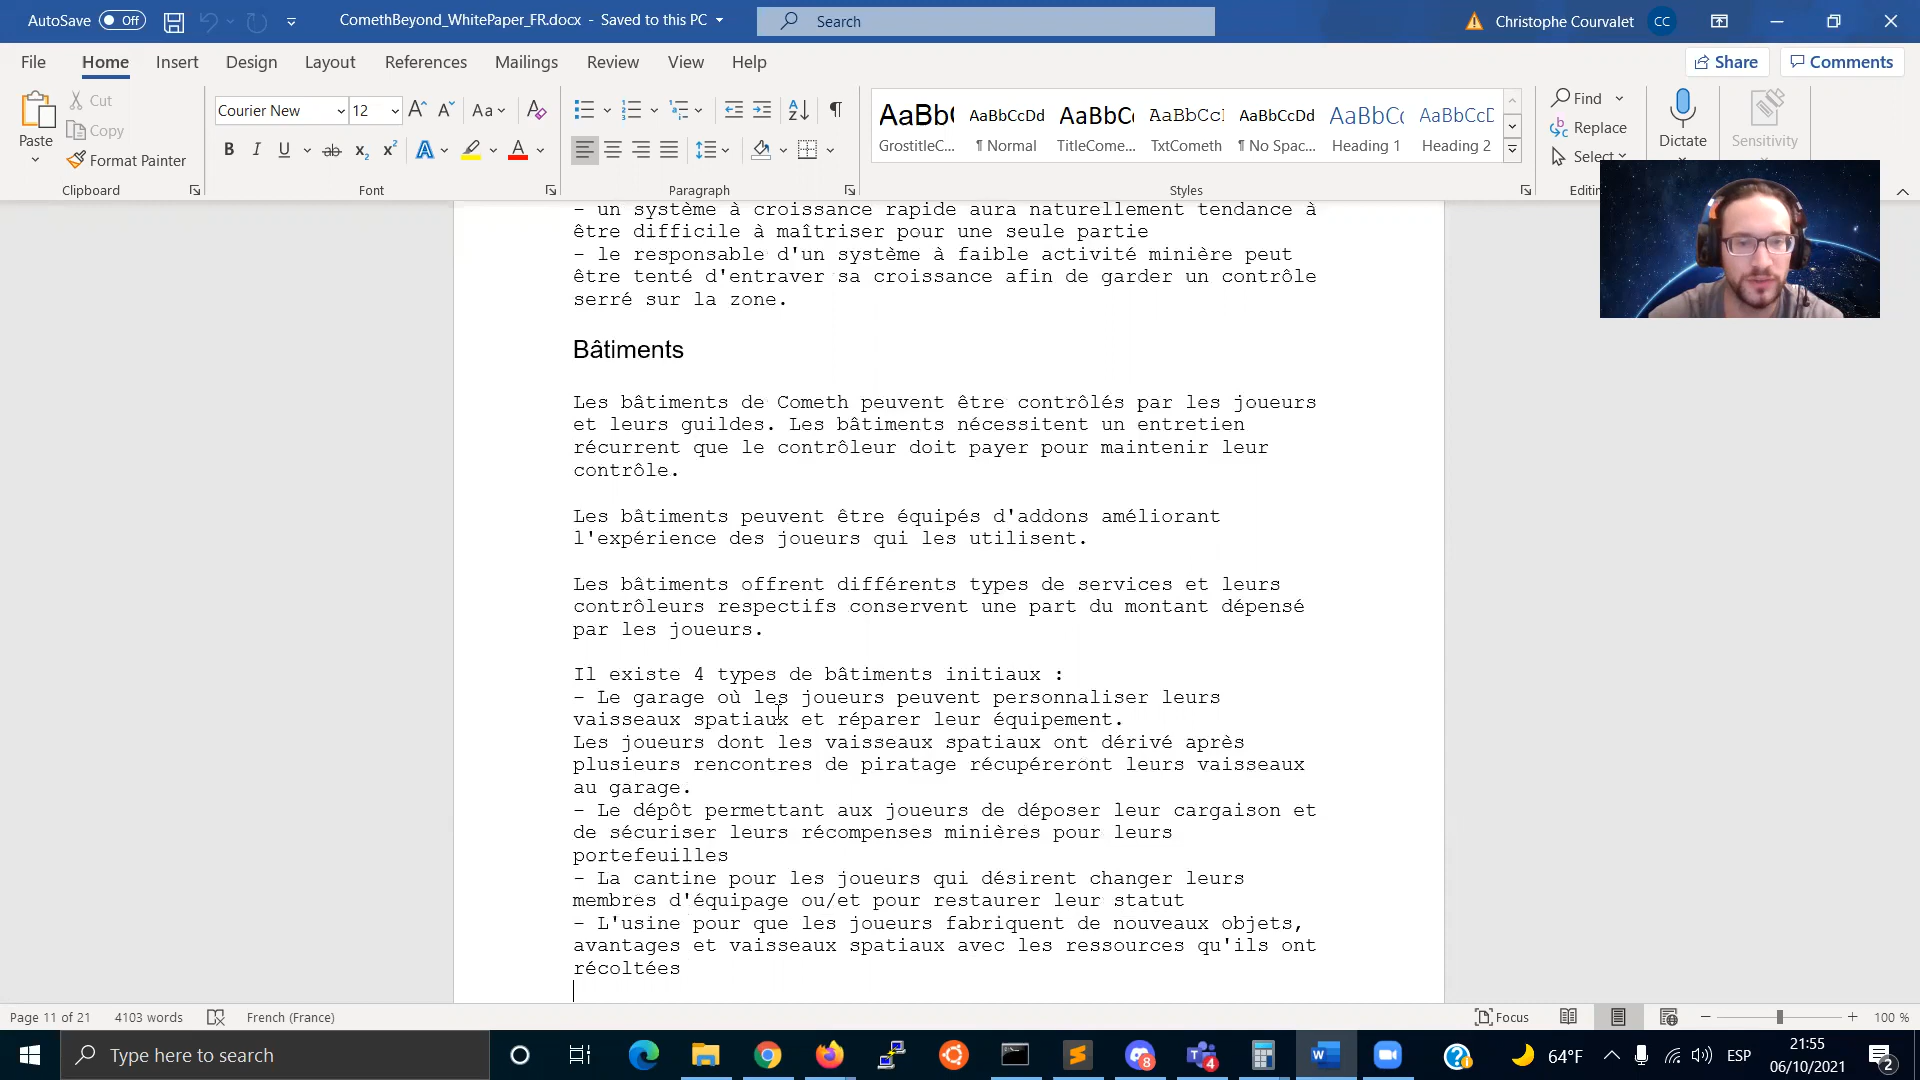 AutoSave Off ComethBeyond_WhitePaper_FR.docx - Saved to this PC Search Christophe Courvalet CC
File Home Insert Design Layout References Mailings Review View Help Share Comments
Paste
Cut
Copy
Format Painter
Clipboard
Courier New 12
Font
Paragraph
AaBb( AaBbCcDd AaBbC( AaBbCcI AaBbCcDd AaBbC( AaBbCcD
GrostitleC... ¶ Normal TitleCome... TxtCometh ¶ No Spac... Heading 1 Heading 2
Styles
Find
Replace
Select
Dictate
Sensitivity
- un système à croissance rapide aura naturellement tendance à
être difficile à maîtriser pour une seule partie
- le responsable d'un système à faible activité minière peut
être tenté d'entraver sa croissance afin de garder un contrôle
serré sur la zone.
Bâtiments
Les bâtiments de Cometh peuvent être contrôlés par les joueurs
et leurs guildes. Les bâtiments nécessitent un entretien
récurrent que le contrôleur doit payer pour maintenir leur
contrôle.
Les bâtiments peuvent être équipés d'addons améliorant
l'expérience des joueurs qui les utilisent.
Les bâtiments offrent différents types de services et leurs
contrôleurs respectifs conservent une part du montant dépensé
par les joueurs.
Il existe 4 types de bâtiments initiaux :
- Le garage où les joueurs peuvent personnaliser leurs
vaisseaux spatiaux et réparer leur équipement.
Les joueurs dont les vaisseaux spatiaux ont dérivé après
plusieurs rencontres de piratage récupéreront leurs vaisseaux
au garage.
- Le dépôt permettant aux joueurs de déposer leur cargaison et
de sécuriser leurs récompenses minières pour leurs
portefeuilles
- La cantine pour les joueurs qui désirent changer leurs
membres d'équipage ou/et pour restaurer leur statut
- L'usine pour que les joueurs fabriquent de nouveaux objets,
avantages et vaisseaux spatiaux avec les ressources qu'ils ont
récoltées
Page 11 of 21 4103 words French (France) Focus 100 %
Type here to search 64°F ESP 21:55
06/10/2021